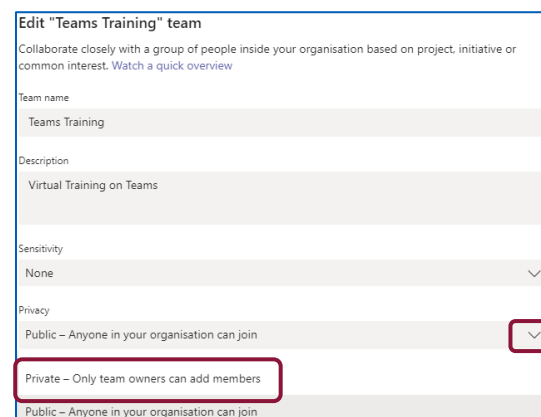 Edit "Teams Training" team
Collaborate closely with a group of people inside your organisation based on project, initiative or
common interest. Watch a quick overview
Team name
Teams Training
Description
Virtual Training on Teams
Sensitivity
None
Privacy
Public – Anyone in your organisation can join
Private – Only team owners can add members
Public – Anyone in your organisation can join